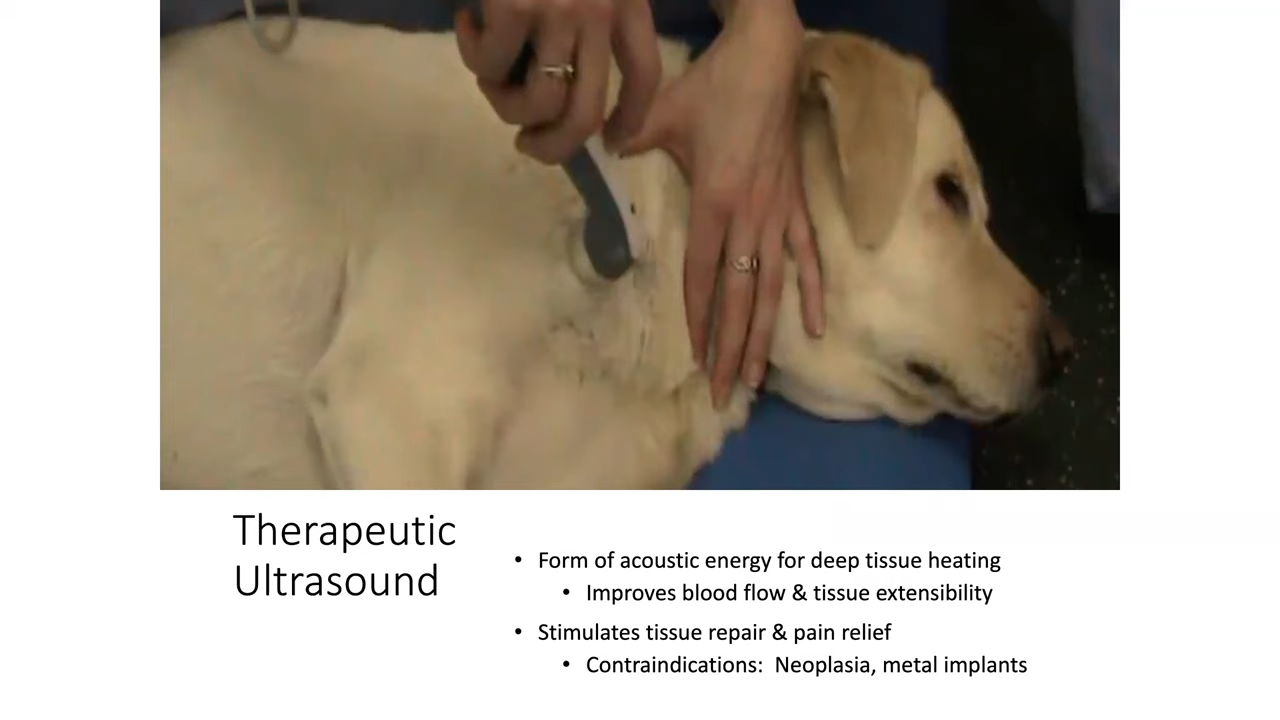 Therapeutic
Ultrasound
• Form of acoustic energy for deep tissue heating
• Improves blood flow & tissue extensibility
• Stimulates tissue repair & pain relief
• Contraindications:  Neoplasia, metal implants